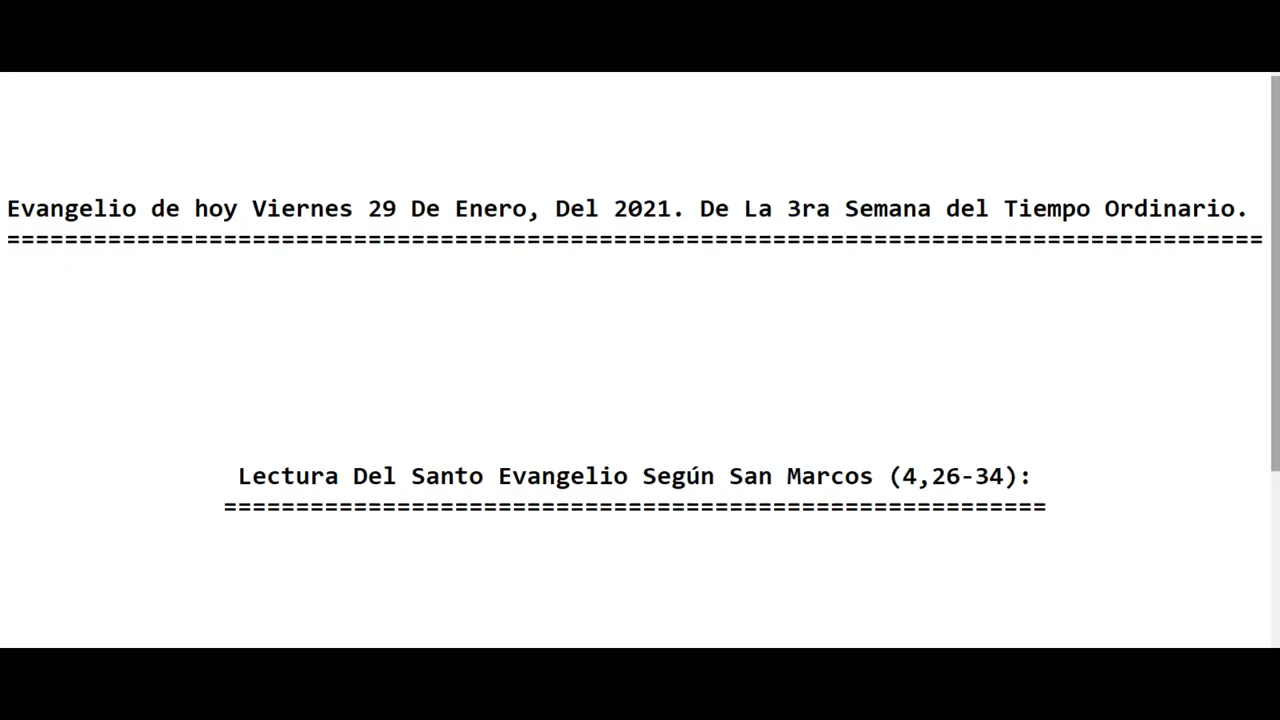 Evangelio de hoy Viernes 29 De Enero, Del 2021. De La 3ra Semana del Tiempo Ordinario.
=======================================================================================
Lectura Del Santo Evangelio Según San Marcos (4,26-34):
=========================================================